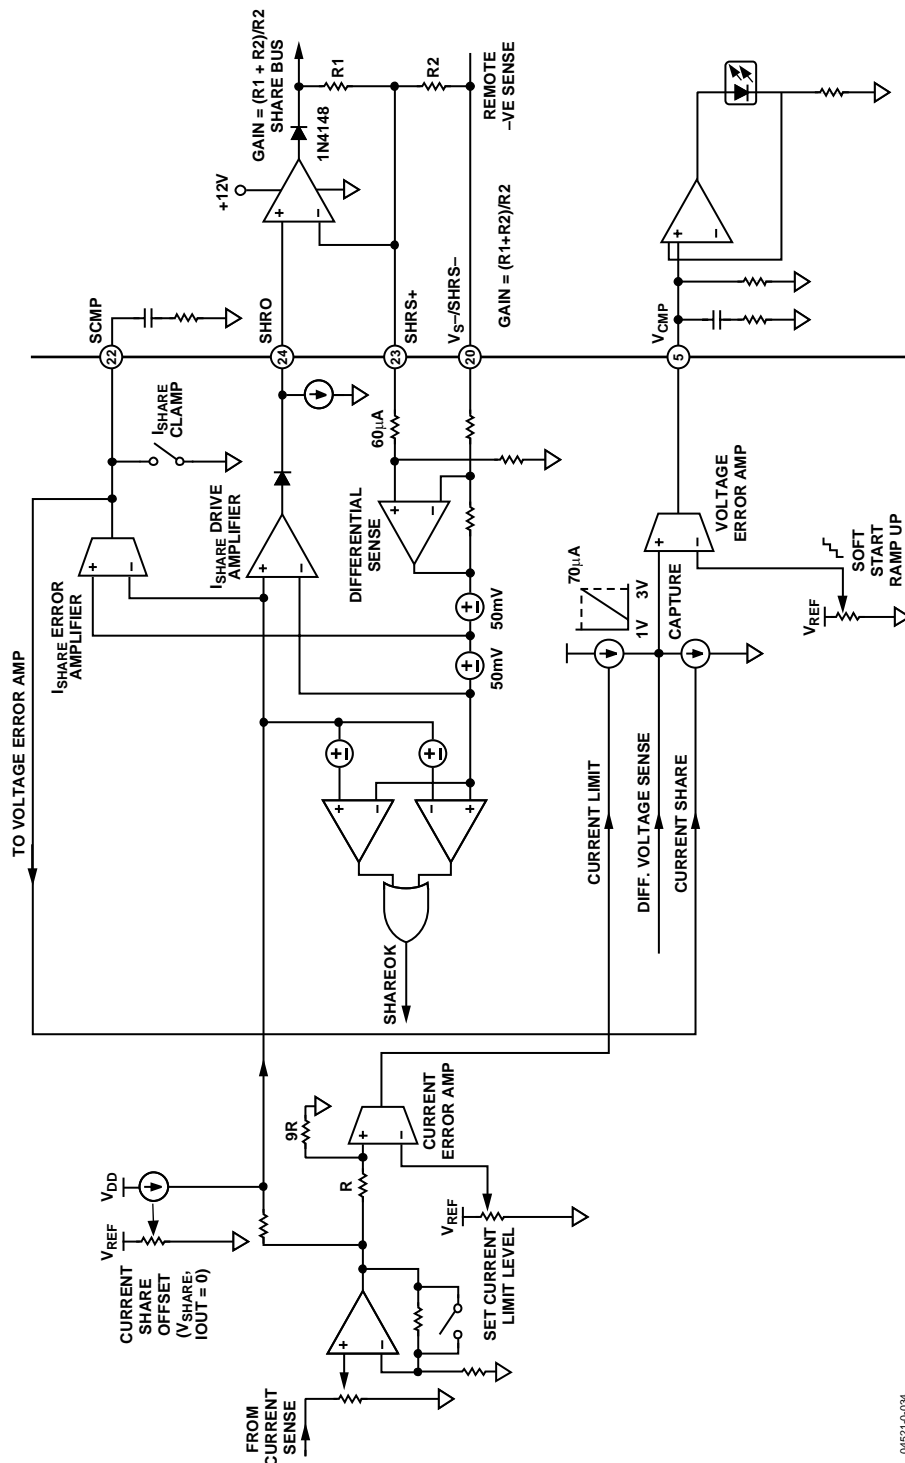 GAIN = (R1 + R2)/R2
SHARE BUS
R1
R2
1N4148
+12V
+
–
REMOTE
–VE SENSE
GAIN = (R1+R2)/R2
+
–
SCMP
SHRO
SHRS+
VS–/SHRS–
VCMP
22
24
23
20
5
ISHARE
CLAMP
60µA
ISHARE DRIVE
AMPLIFIER
+
–
ISHARE ERROR
AMPLIFIER
+
–
DIFFERENTIAL
SENSE
+
–
50mV
50mV
VOLTAGE
ERROR AMP
+
–
SOFT
START
RAMP UP
VREF
70µA
1V 3V
CAPTURE
TO VOLTAGE ERROR AMP
+
–
–
+
SHAREOK
CURRENT LIMIT
DIFF. VOLTAGE SENSE
CURRENT SHARE
VDD
VREF
CURRENT
SHARE
OFFSET
(VSHARE,
IOUT = 0)
9R
R
CURRENT
ERROR AMP
+
–
VREF
SET CURRENT
LIMIT LEVEL
+
–
FROM
CURRENT
SENSE
04521-0-034